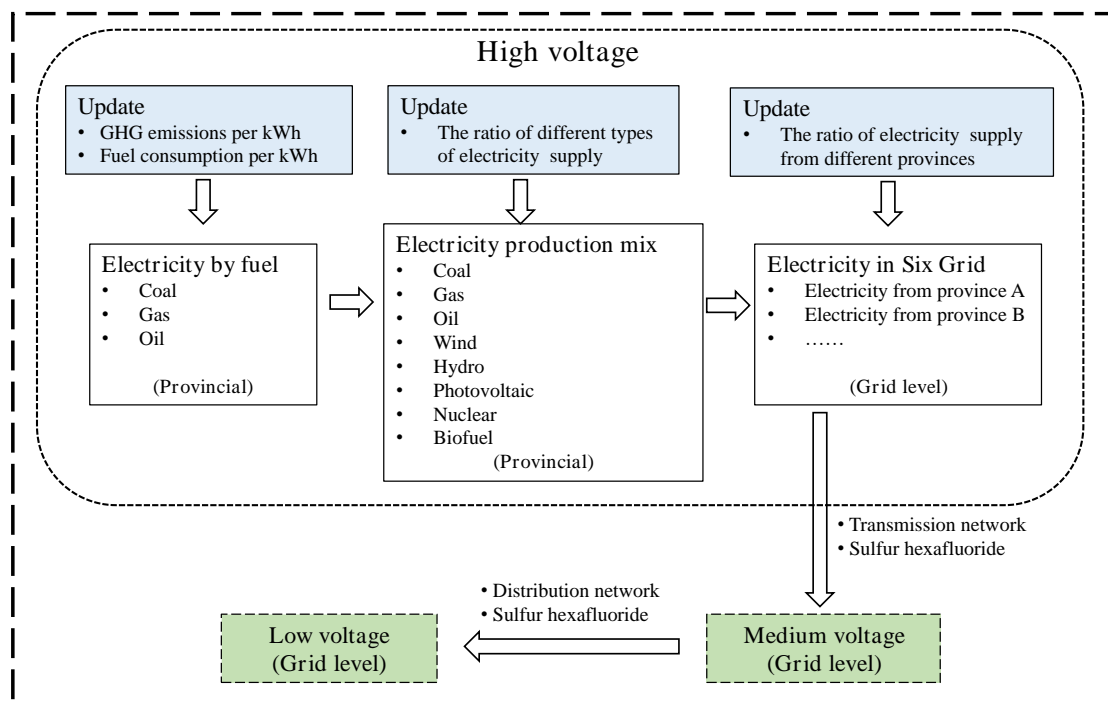 High voltage
Update
• GHG emissions per kWh
• Fuel consumption per kWh
Update
• The ratio of different types
of electricity supply
Update
• The ratio of electricity supply
from different provinces
Electricity by fuel
• Coal
• Gas
• Oil
(Provincial)
Electricity production mix
• Coal
• Gas
• Oil
• Wind
• Hydro
• Photovoltaic
• Nuclear
• Biofuel
(Provincial)
Electricity in Six Grid
• Electricity from province A
• Electricity from province B
• ……
(Grid level)
• Transmission network
• Sulfur hexafluoride
• Distribution network
• Sulfur hexafluoride
Low voltage
(Grid level)
Medium voltage
(Grid level)